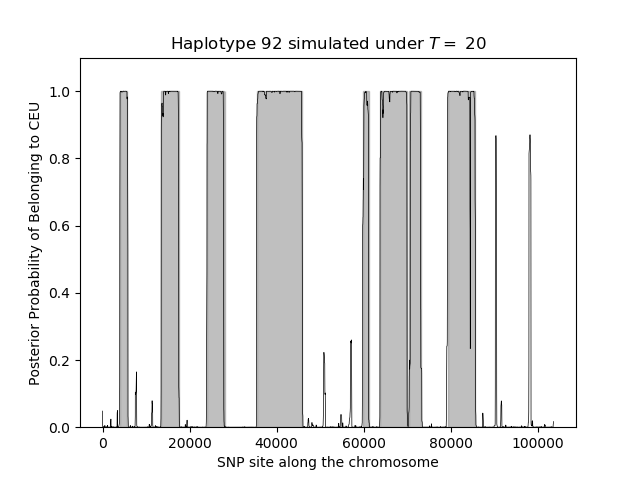 Haplotype 92 simulated under T = 20
Posterior Probability of Belonging to CEU
1.0
0.8
0.6
0.4
0.2
0.0
0 20000 40000 60000 80000 100000
SNP site along the chromosome